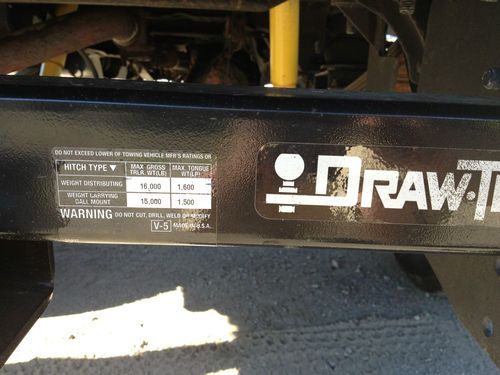 DO NOT EXCEED LOWER OF TOWING VEHICLE MFR'S RATINGS OR
HITCH TYPE ▼ MAX. GROSS TRLR. WT(LB) MAX. TONGUE WT(LB)
WEIGHT DISTRIBUTING 16,000 1,600
WEIGHT CARRYING BALL MOUNT 15,000 1,500
WARNING DO NOT CUT, DRILL, WELD OR MODIFY
V-5 MADE IN U.S.A.
DRAW-T